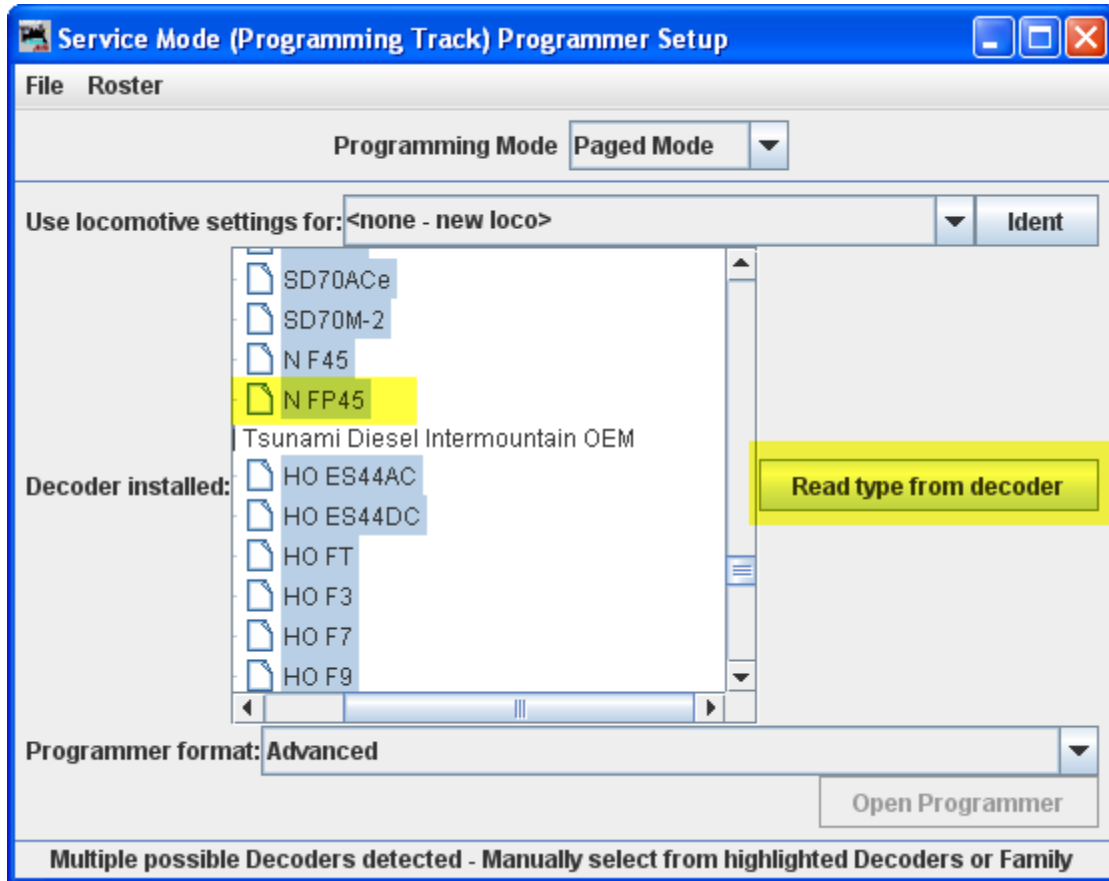 Service Mode (Programming Track) Programmer Setup
File Roster
Programming Mode Paged Mode
Use locomotive settings for: <none - new loco> Ident
SD70ACe
SD70M-2
N F45
N FP45
Tsunami Diesel Intermountain OEM
Decoder installed: HO ES44AC Read type from decoder
HO ES44DC
HO FT
HO F3
HO F7
HO F9
Programmer format: Advanced
Open Programmer
Multiple possible Decoders detected - Manually select from highlighted Decoders or Family